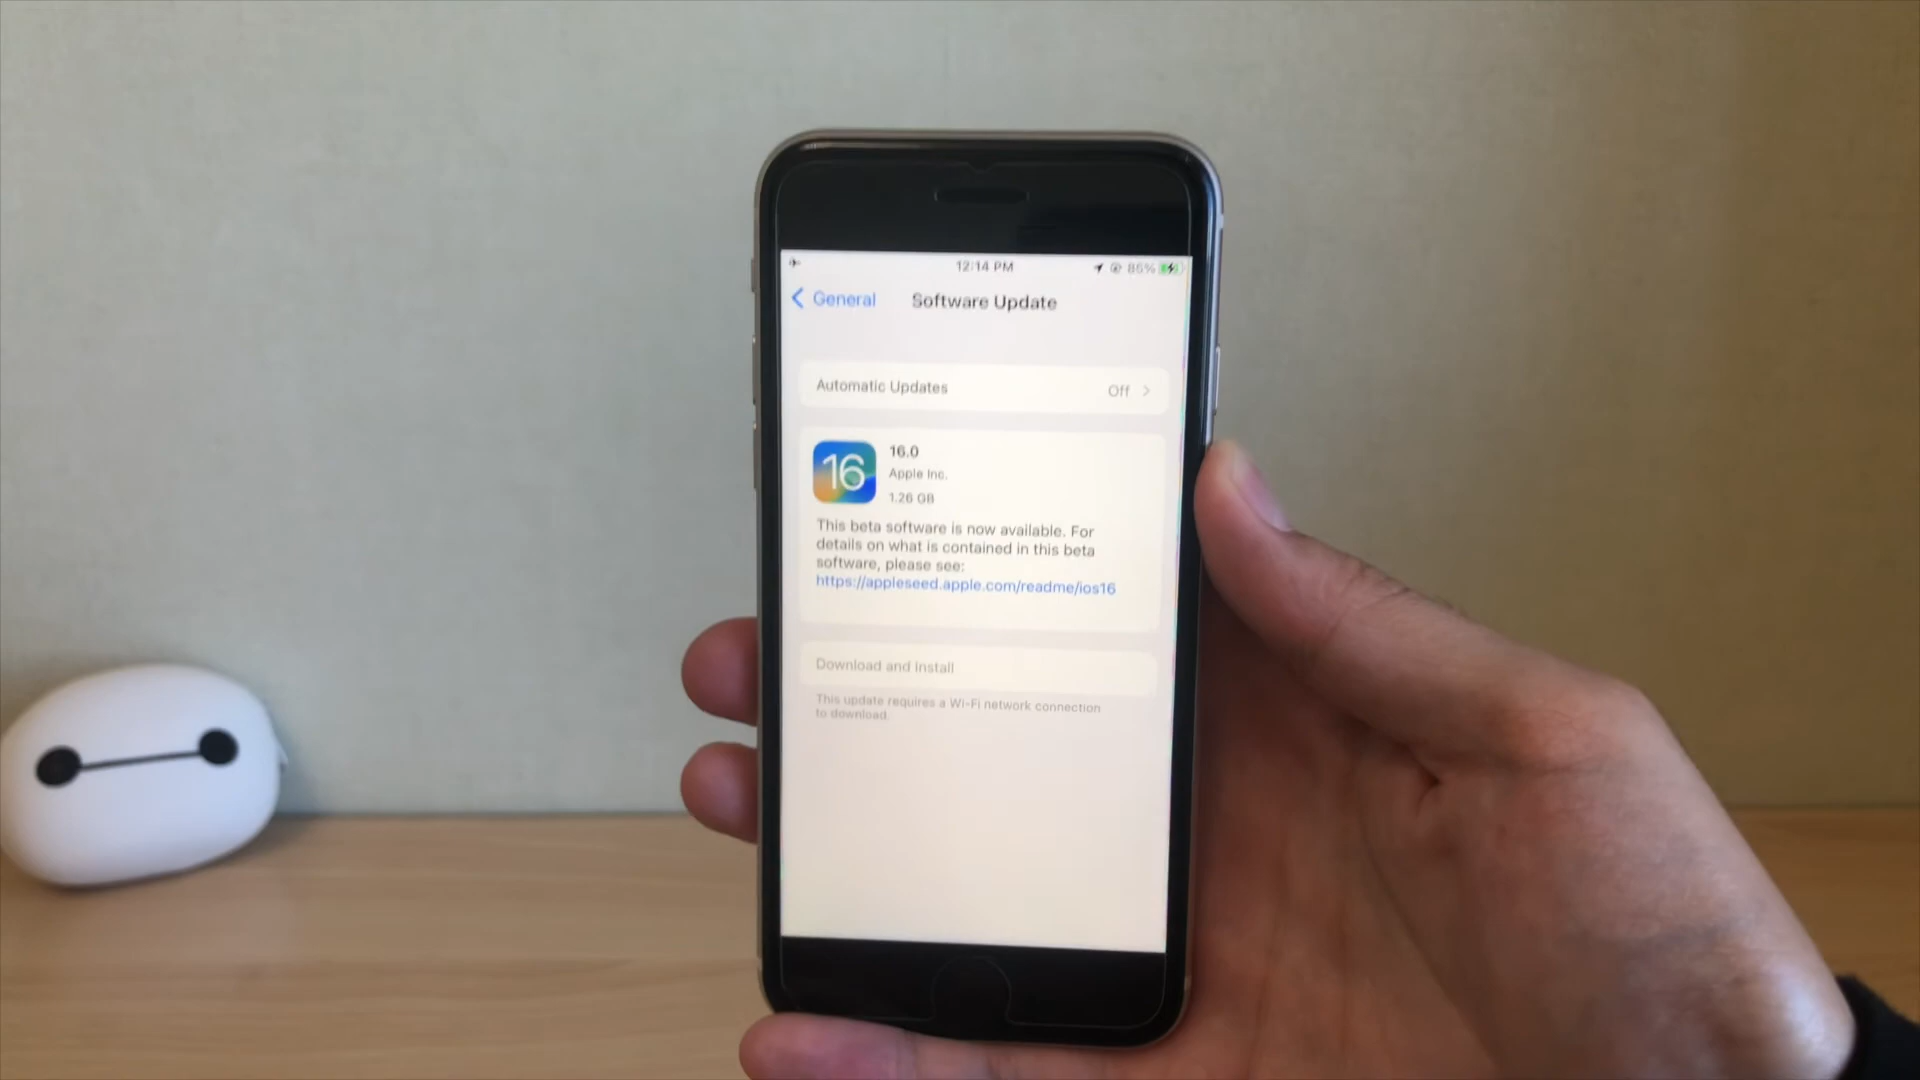 12:14 PM 86%
General Software Update
Automatic Updates Off
16
16.0
Apple Inc.
1.26 GB
This beta software is now available. For
details on what is contained in this beta
software, please see:
https://appleseed.apple.com/readme/ios16
Download and Install
This update requires a Wi-Fi network connection
to download.